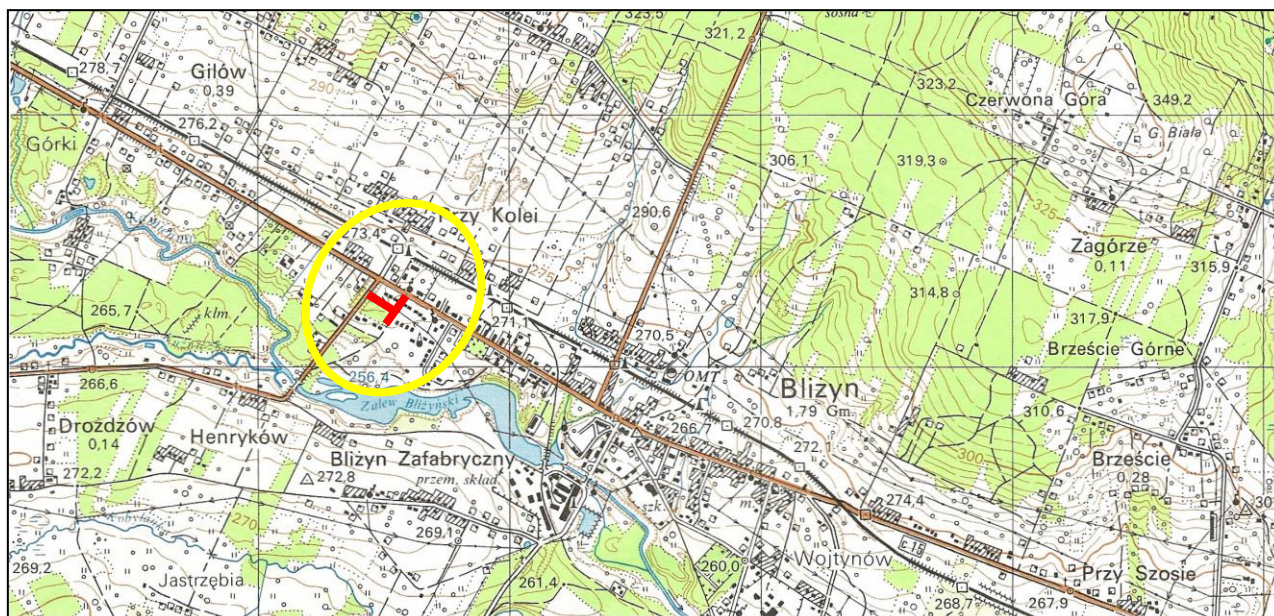 323,5
sosna
321,2
278,7
Gilów
0,39
290
323,2
Czerwona Góra
349,2
276,2
G. Biała
Górki
306,1
319,3
290,6
325
Kamienna
zy Kolei
73,4
275
Zagórze
0,11
315,9
314,8
265,7
klm.
271,1
270,5
317,9
Brzeście Górne
256,4
OMT
266,6
Zalew Bliżyński
Bliżyn
1,79 Gm.
310,6
Drożdżów
0,14
Henryków
266,7
270,8
272,1
300
Bliżyn Zafabryczny
przem. skład
Brzeście
0,28
272,2
272,8
274,4
30
szk.
m.
270
269,1
Wojtynów
c 15
269,2
Jastrzębia
261,4
260,0
Przy Szosie
268,7
267,9